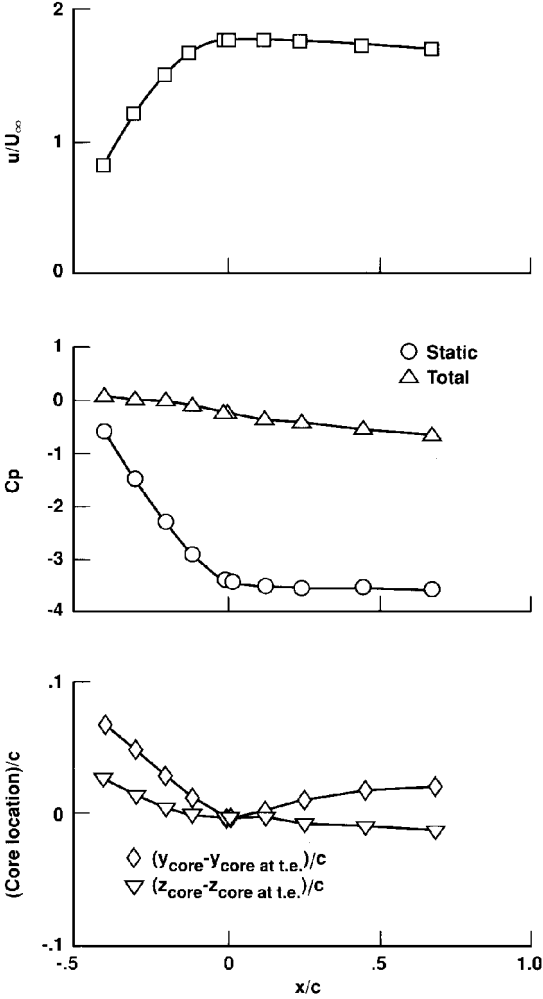 2
u/U∞
1
0
1
Static
0
Total
-1
Cp
-2
-3
-4
.1
(Core location)/c
0
(ycore-ycore at t.e.)/c
(zcore-zcore at t.e.)/c
-.1
-.5 0 .5 1.0
x/c